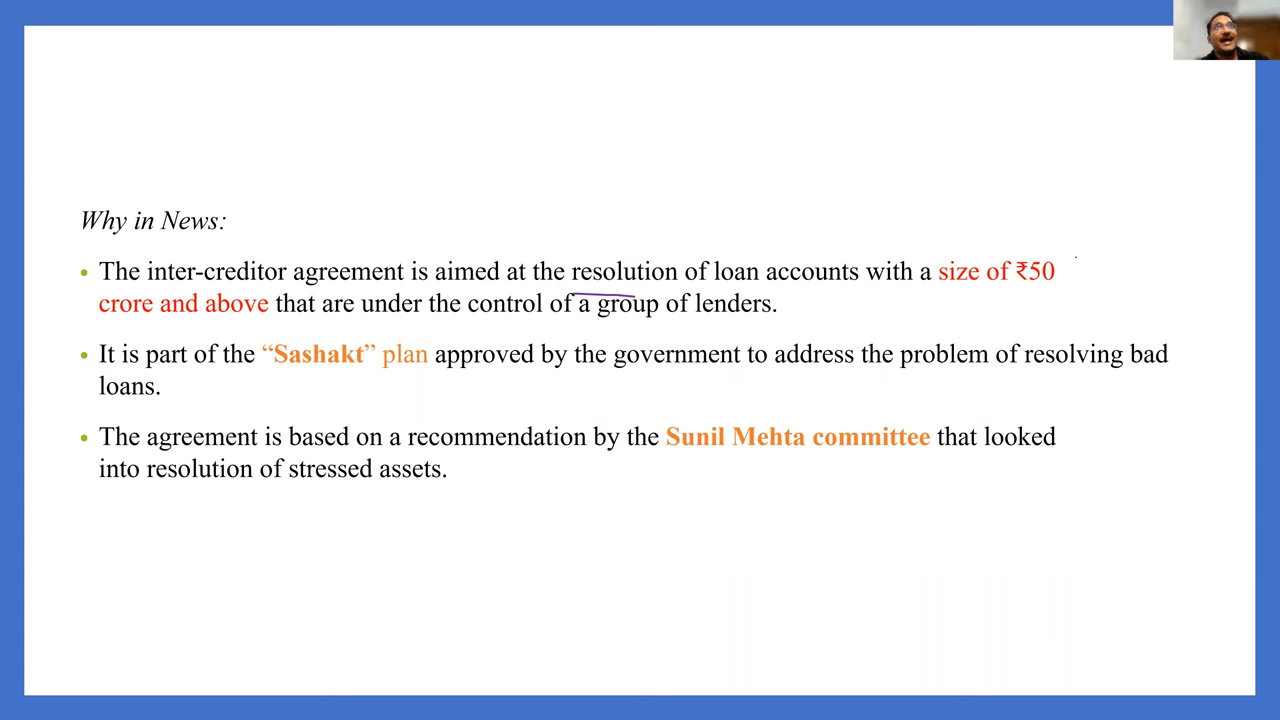 Why in News:
• The inter-creditor agreement is aimed at the resolution of loan accounts with a size of ₹50
crore and above that are under the control of a group of lenders.
• It is part of the “Sashakt” plan approved by the government to address the problem of resolving bad
loans.
• The agreement is based on a recommendation by the Sunil Mehta committee that looked
into resolution of stressed assets.